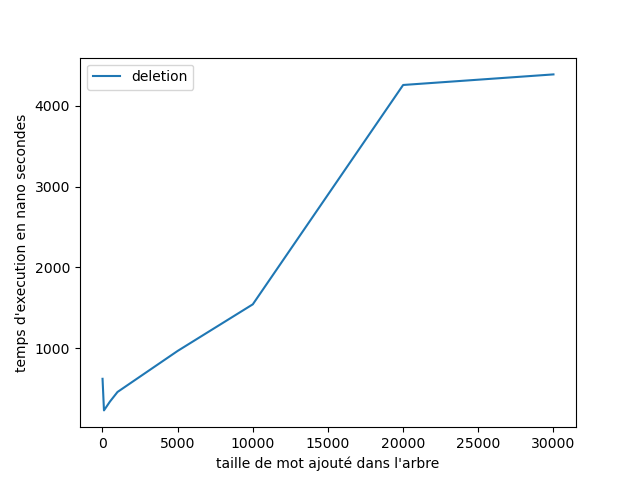 deletion
temps d'execution en nano secondes
4000
3000
2000
1000
0 5000 10000 15000 20000 25000 30000
taille de mot ajouté dans l'arbre